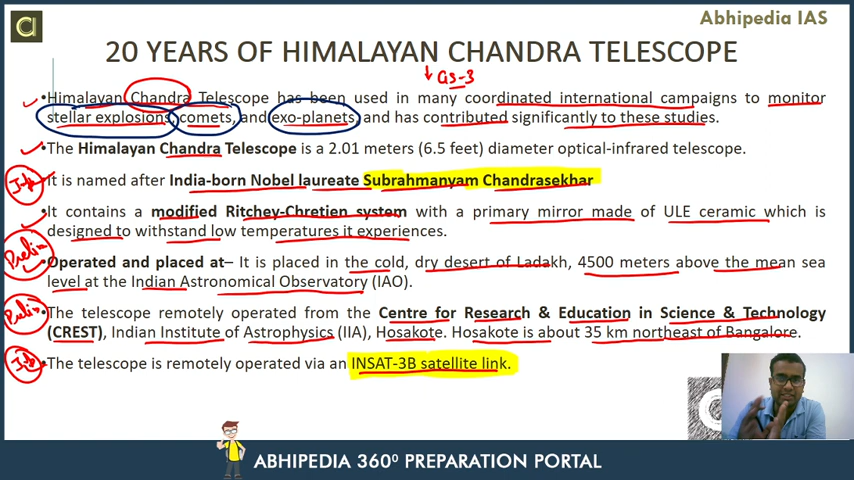 Abhipedia IAS
20 YEARS OF HIMALAYAN CHANDRA TELESCOPE
GS-3
•Himalayan Chandra Telescope has been used in many coordinated international campaigns to monitor
stellar explosions, comets, and exo-planets, and has contributed significantly to these studies.
•The Himalayan Chandra Telescope is a 2.01 meters (6.5 feet) diameter optical-infrared telescope.
•It is named after India-born Nobel laureate Subrahmanyam Chandrasekhar
•It contains a modified Ritchey-Chretien system with a primary mirror made of ULE ceramic which is
designed to withstand low temperatures it experiences.
Prelim
•Operated and placed at– It is placed in the cold, dry desert of Ladakh, 4500 meters above the mean sea
level at the Indian Astronomical Observatory (IAO).
Prelim
•The telescope remotely operated from the Centre for Research & Education in Science & Technology
(CREST), Indian Institute of Astrophysics (IIA), Hosakote. Hosakote is about 35 km northeast of Bangalore.
•The telescope is remotely operated via an INSAT-3B satellite link.
ABHIPEDIA 360⁰ PREPARATION PORTAL